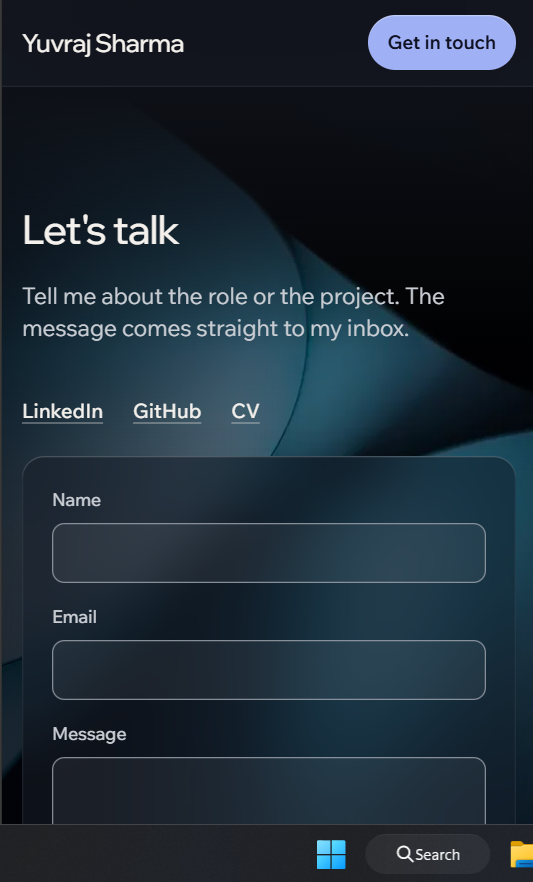 Yuvraj Sharma
Get in touch
Let's talk
Tell me about the role or the project. The
message comes straight to my inbox.
LinkedIn GitHub CV
Name
Email
Message
Search